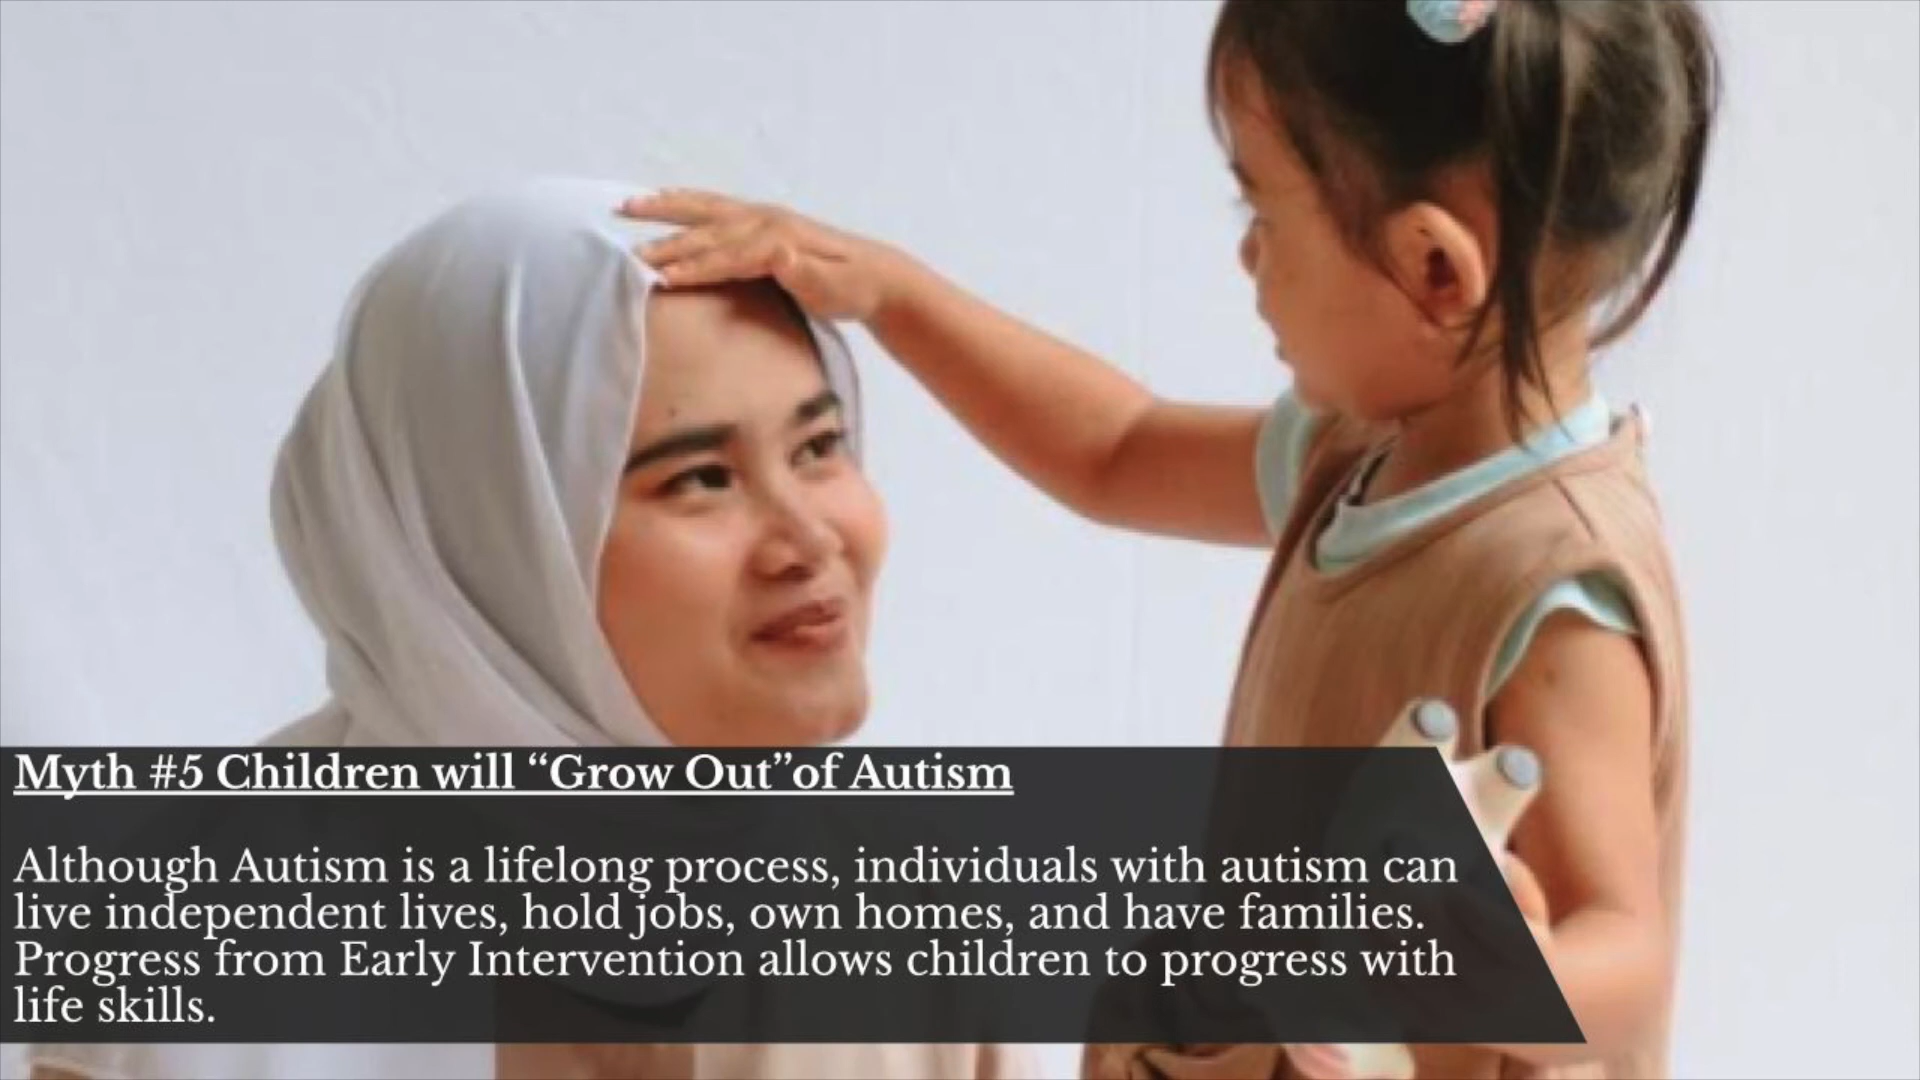 Myth #5 Children will “Grow Out”of Autism
Although Autism is a lifelong process, individuals with autism can
live independent lives, hold jobs, own homes, and have families.
Progress from Early Intervention allows children to progress with
life skills.